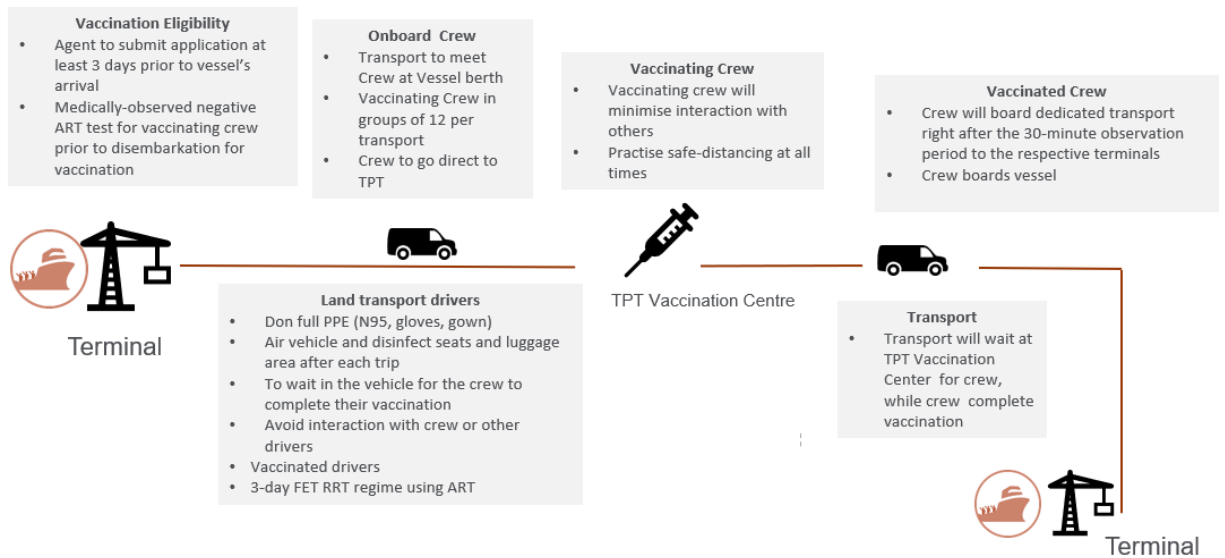 Vaccination Eligibility
• Agent to submit application at
least 3 days prior to vessel's
arrival
• Medically-observed negative
ART test for vaccinating crew
prior to disembarkation for
vaccination
Onboard Crew
• Transport to meet
Crew at Vessel berth
• Vaccinating Crew in
groups of 12 per
transport
• Crew to go direct to
TPT
Vaccinating Crew
• Vaccinating crew will
minimise interaction with
others
• Practise safe-distancing at all
times
Vaccinated Crew
• Crew will board dedicated transport
right after the 30-minute observation
period to the respective terminals
• Crew boards vessel
Terminal
Land transport drivers
• Don full PPE (N95, gloves, gown)
• Air vehicle and disinfect seats and luggage
area after each trip
• To wait in the vehicle for the crew to
complete their vaccination
• Avoid interaction with crew or other
drivers
• Vaccinated drivers
• 3-day FET RRT regime using ART
TPT Vaccination Centre
Transport
• Transport will wait at
TPT Vaccination
Center for crew,
while crew complete
vaccination
Terminal